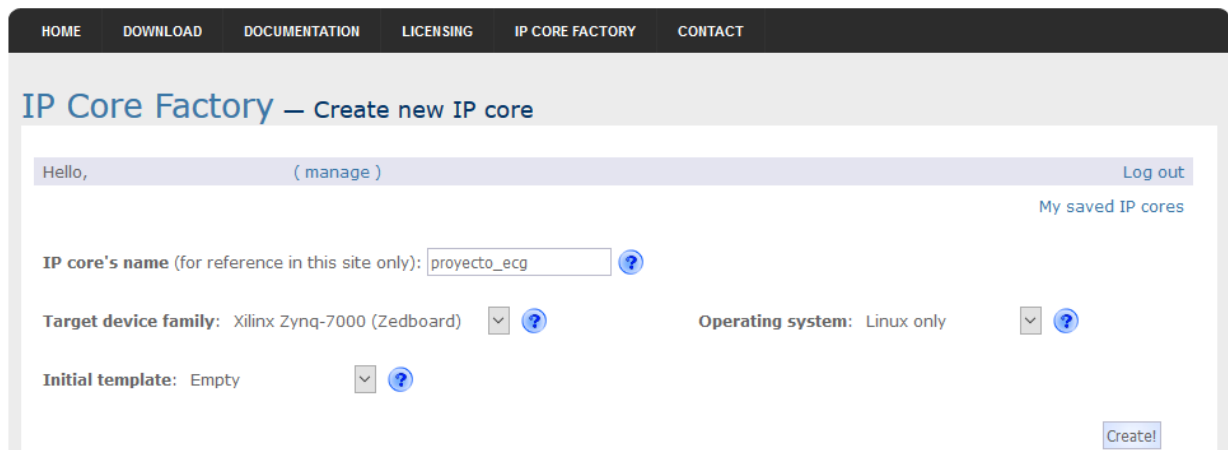 HOME DOWNLOAD DOCUMENTATION LICENSING IP CORE FACTORY CONTACT
IP Core Factory — Create new IP core
Hello, ( manage ) Log out
My saved IP cores
IP core's name (for reference in this site only): proyecto_ecg ?
Target device family: Xilinx Zynq-7000 (Zedboard) ? Operating system: Linux only ?
Initial template: Empty ?
Create!